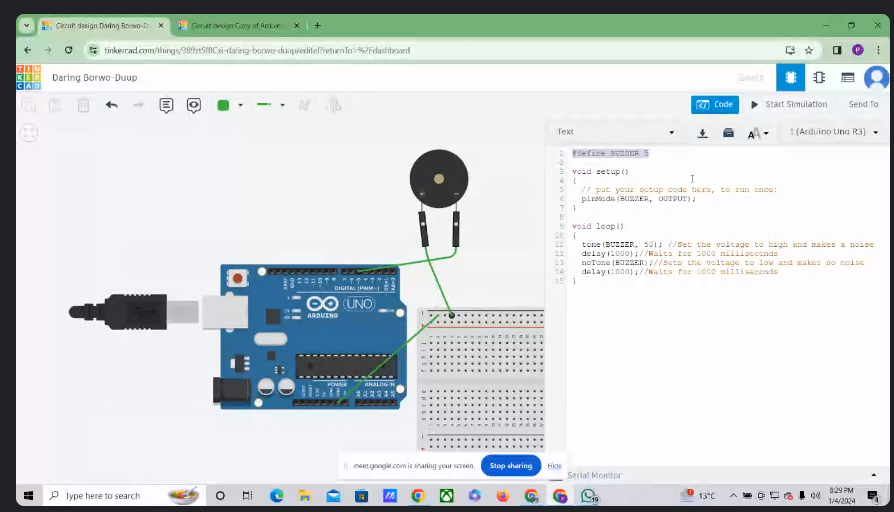 Circuit design Daring Borwo-Duu
Circuit design Copy of Arduin
tinkercad.com/things/389ztSf8Cxi-daring-borwo-duup/editel?returnTo=%2Fdashboard
P
TIN
KER
CAD
Daring Borwo-Duup
Saved
Code
Start Simulation
Send To
Text
1 (Arduino Uno R3)
1 #define BUZZER 5
2
3 void setup()
4 {
5 // put your setup code here, to run once:
6 pinMode(BUZZER, OUTPUT);
7 }
8
9 void loop()
10 {
11 tone(BUZZER, 50); //Set the voltage to high and makes a noise
12 delay(1000);//Waits for 1000 milliseconds
13 noTone(BUZZER);//Sets the voltage to low and makes no noise
14 delay(1000);//Waits for 1000 milliseconds
15 }
DIGITAL (PWM~)
UNO
ARDUINO
ON
POWER
ANALOG IN
meet.google.com is sharing your screen.
Stop sharing
Hide
Serial Monitor
Type here to search
19
13°C
8:29 PM
1/4/2024